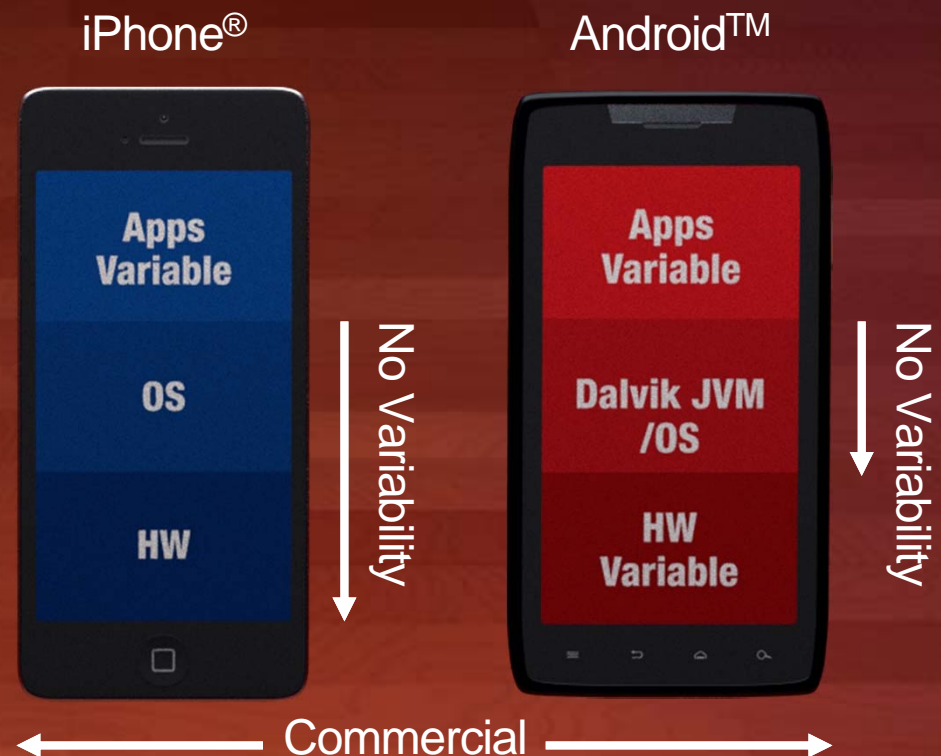 iPhone®
Android™
Apps
Variable
OS
HW
No Variability
Apps
Variable
Dalvik JVM
/OS
HW
Variable
No Variability
Commercial